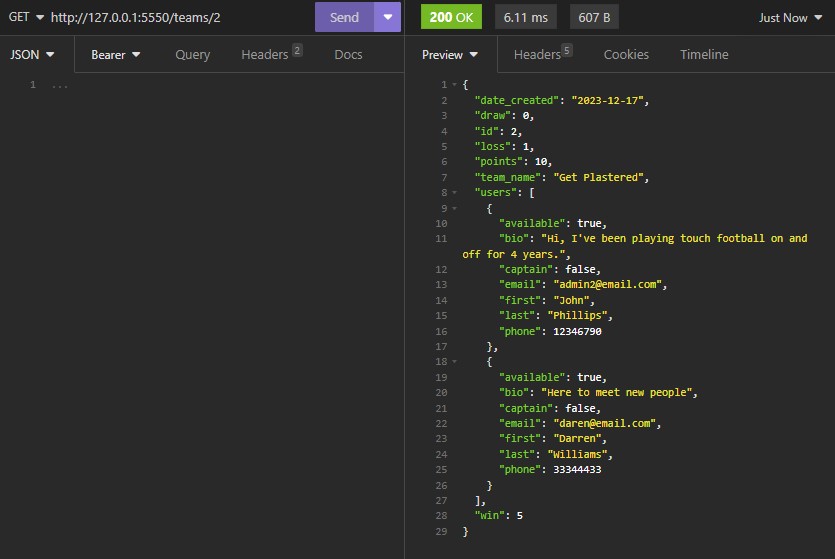 GET http://127.0.0.1:5550/teams/2 Send 200 OK 6.11 ms 607 B Just Now
JSON Bearer Query Headers 2 Docs Preview Headers 5 Cookies Timeline
1 ...
1 {
2 "date_created": "2023-12-17",
3 "draw": 0,
4 "id": 2,
5 "loss": 1,
6 "points": 10,
7 "team_name": "Get Plastered",
8 "users": [
9 {
10 "available": true,
11 "bio": "Hi, I've been playing touch football on and
off for 4 years.",
12 "captain": false,
13 "email": "admin2@email.com",
14 "first": "John",
15 "last": "Phillips",
16 "phone": 12346790
17 },
18 {
19 "available": true,
20 "bio": "Here to meet new people",
21 "captain": false,
22 "email": "daren@email.com",
23 "first": "Darren",
24 "last": "Williams",
25 "phone": 33344433
26 }
27 ],
28 "win": 5
29 }